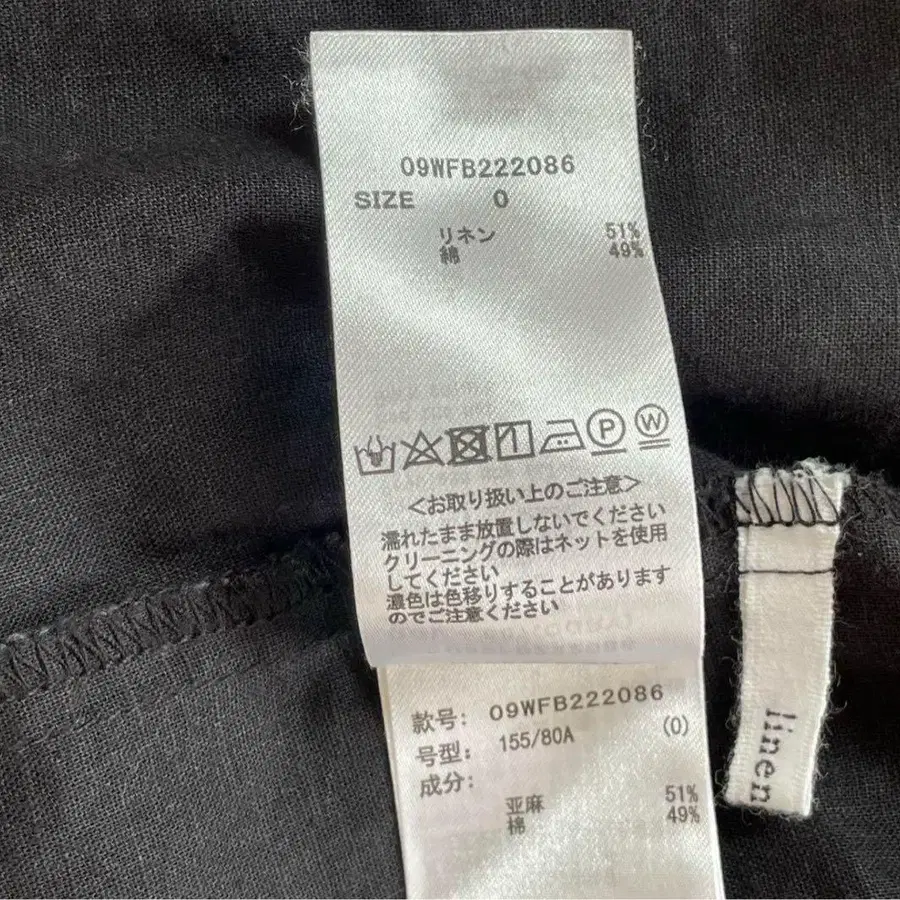 09WFB222086
SIZE 0
リネン 51%
綿 49%
P W
<お取り扱い上のご注意>
濡れたまま放置しないでください
クリーニングの際はネットを使用
してください
濃色は色移りすることがあります
のでご注意ください
款号: 09WFB222086
号型: 155/80A (0)
成分:
亚麻 51%
棉 49%
linen